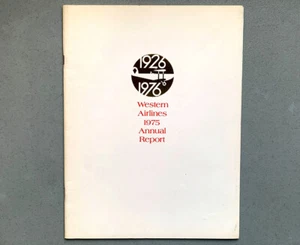 1926
1976
Western
Airlines
1975
Annual
Report